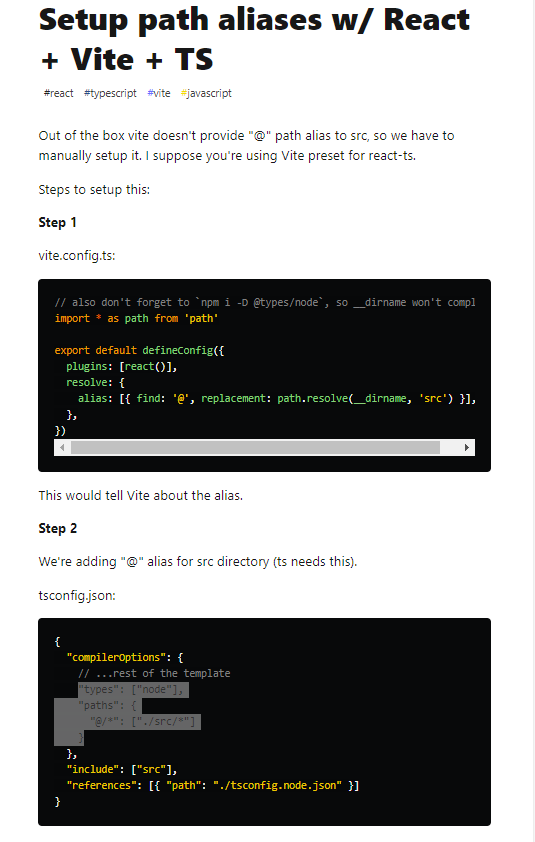 Setup path aliases w/ React
+ Vite + TS
#react #typescript #vite #javascript
Out of the box vite doesn't provide "@" path alias to src, so we have to
manually setup it. I suppose you're using Vite preset for react-ts.
Steps to setup this:
Step 1
vite.config.ts:
// also don't forget to `npm i -D @types/node`, so __dirname won't compl
import * as path from 'path'
export default defineConfig({
plugins: [react()],
resolve: {
alias: [{ find: '@', replacement: path.resolve(__dirname, 'src') }],
},
})
This would tell Vite about the alias.
Step 2
We're adding "@" alias for src directory (ts needs this).
tsconfig.json:
{
"compilerOptions": {
// ...rest of the template
"types": ["node"],
"paths": {
"@/*": ["./src/*"]
}
},
"include": ["src"],
"references": [{ "path": "./tsconfig.node.json" }]
}